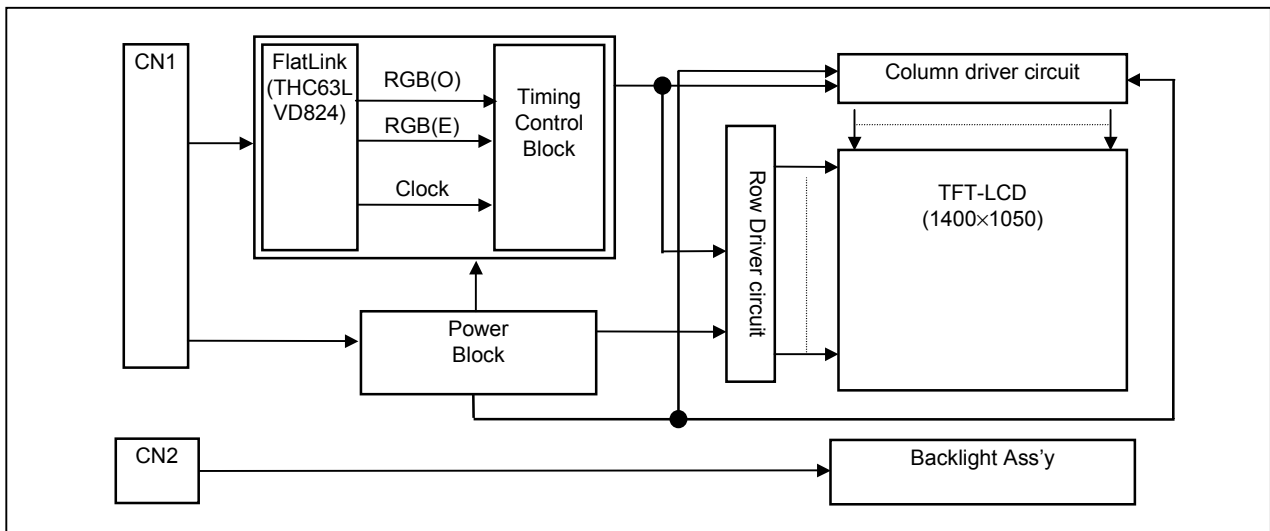 CN1
FlatLink
(THC63L
VD824)
RGB(O)
RGB(E)
Clock
Timing
Control
Block
Column driver circuit
Row Driver circuit
TFT-LCD
(1400×1050)
Power
Block
CN2
Backlight Ass’y